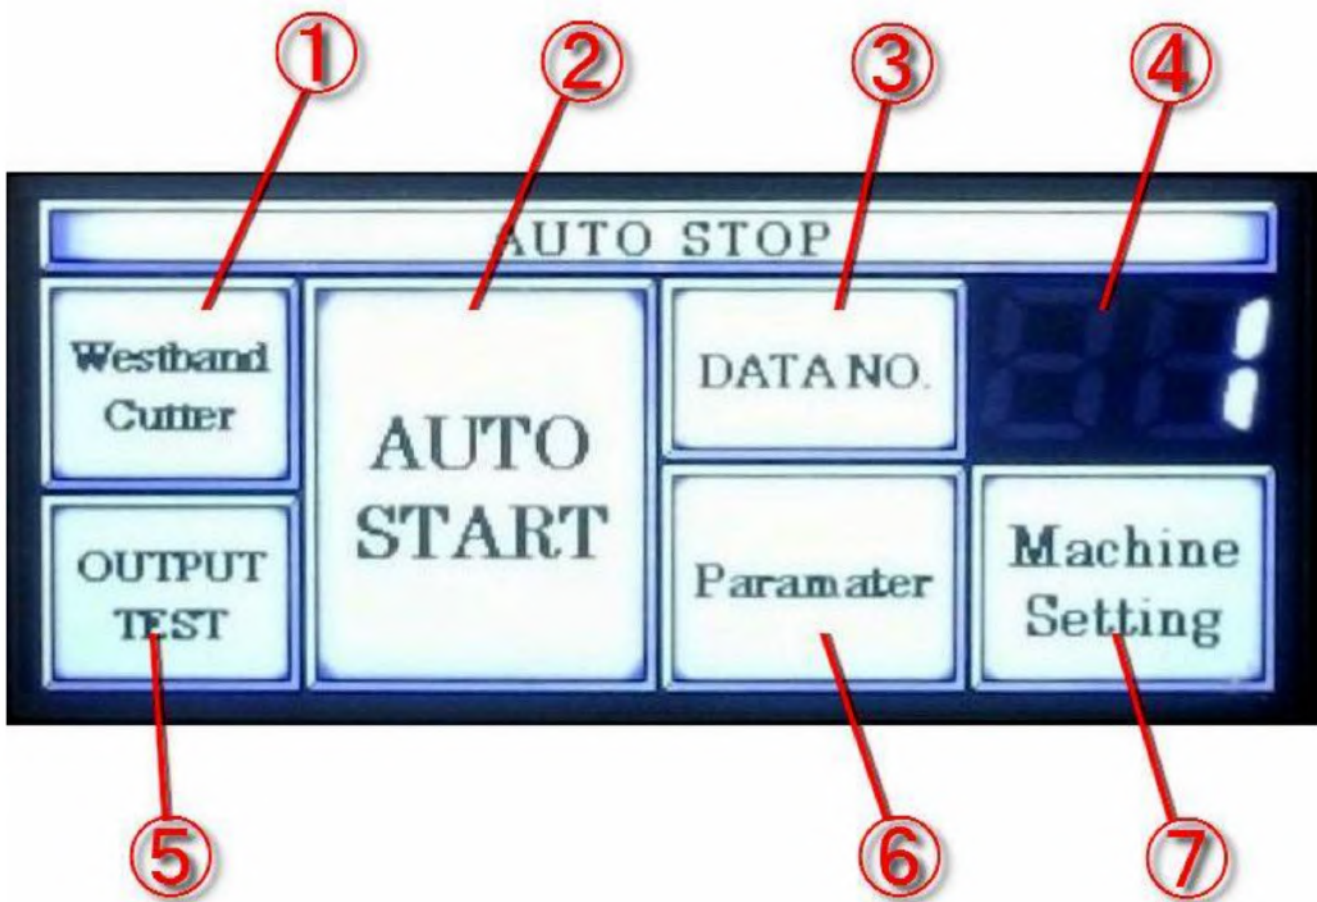 ① ② ③ ④
AUTO STOP
Westband
Cutter
AUTO
START
DATA NO.
1
OUTPUT
TEST
Paramater
Machine
Setting
⑤ ⑥ ⑦